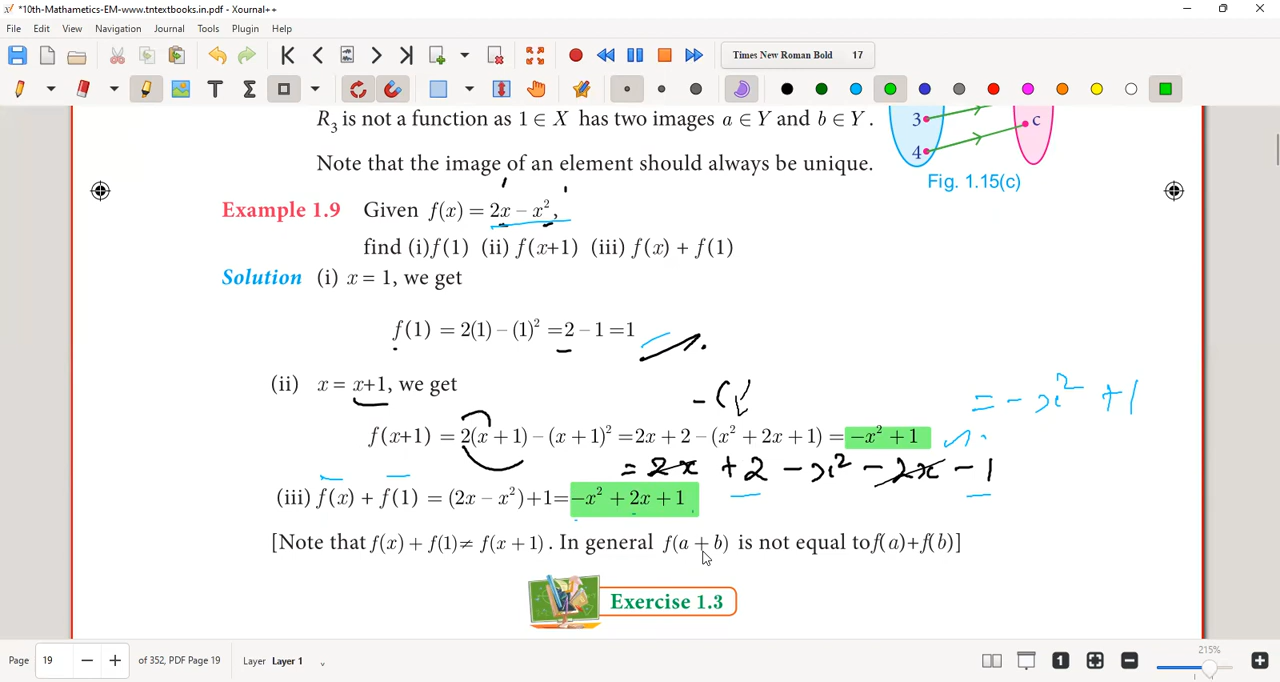 *10th-Mathametics-EM-www.tntextbooks.in.pdf - Xournal++
File Edit View Navigation Journal Tools Plugin Help
Times New Roman Bold 17
R₃ is not a function as 1 ∈ X has two images a ∈ Y and b ∈ Y.
3 c
Note that the image of an element should always be unique.
4
Fig. 1.15(c)
Example 1.9 Given f(x) = 2x − x²,
find (i) f(1) (ii) f(x+1) (iii) f(x) + f(1)
Solution (i) x = 1, we get
f(1) = 2(1) − (1)² = 2 − 1 = 1
(ii) x = x+1, we get
= − x² + 1
f(x+1) = 2(x + 1) − (x + 1)² = 2x + 2 − (x² + 2x + 1) = −x² + 1
= 2x + 2 − x² − 2x − 1
(iii) f(x) + f(1) = (2x − x²) + 1 = −x² + 2x + 1
[Note that f(x) + f(1) ≠ f(x + 1). In general f(a + b) is not equal to f(a)+f(b)]
Exercise 1.3
Page 19 of 352, PDF Page 19 Layer Layer 1 215%